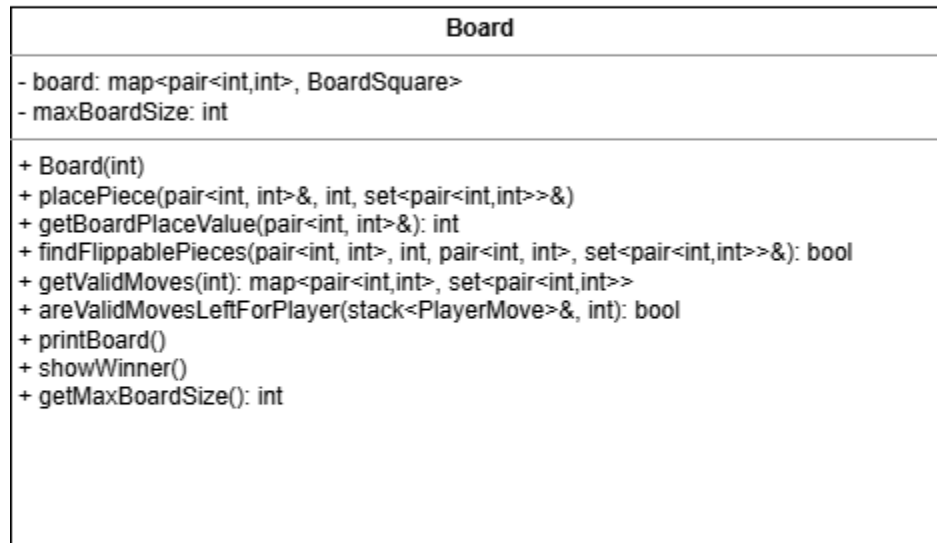 Board
- board: map<pair<int,int>, BoardSquare>
- maxBoardSize: int
+ Board(int)
+ placePiece(pair<int, int>&, int, set<pair<int,int>>&)
+ getBoardPlaceValue(pair<int, int>&): int
+ findFlippablePieces(pair<int, int>, int, pair<int, int>, set<pair<int,int>>&): bool
+ getValidMoves(int): map<pair<int,int>, set<pair<int,int>>
+ areValidMovesLeftForPlayer(stack<PlayerMove>&, int): bool
+ printBoard()
+ showWinner()
+ getMaxBoardSize(): int